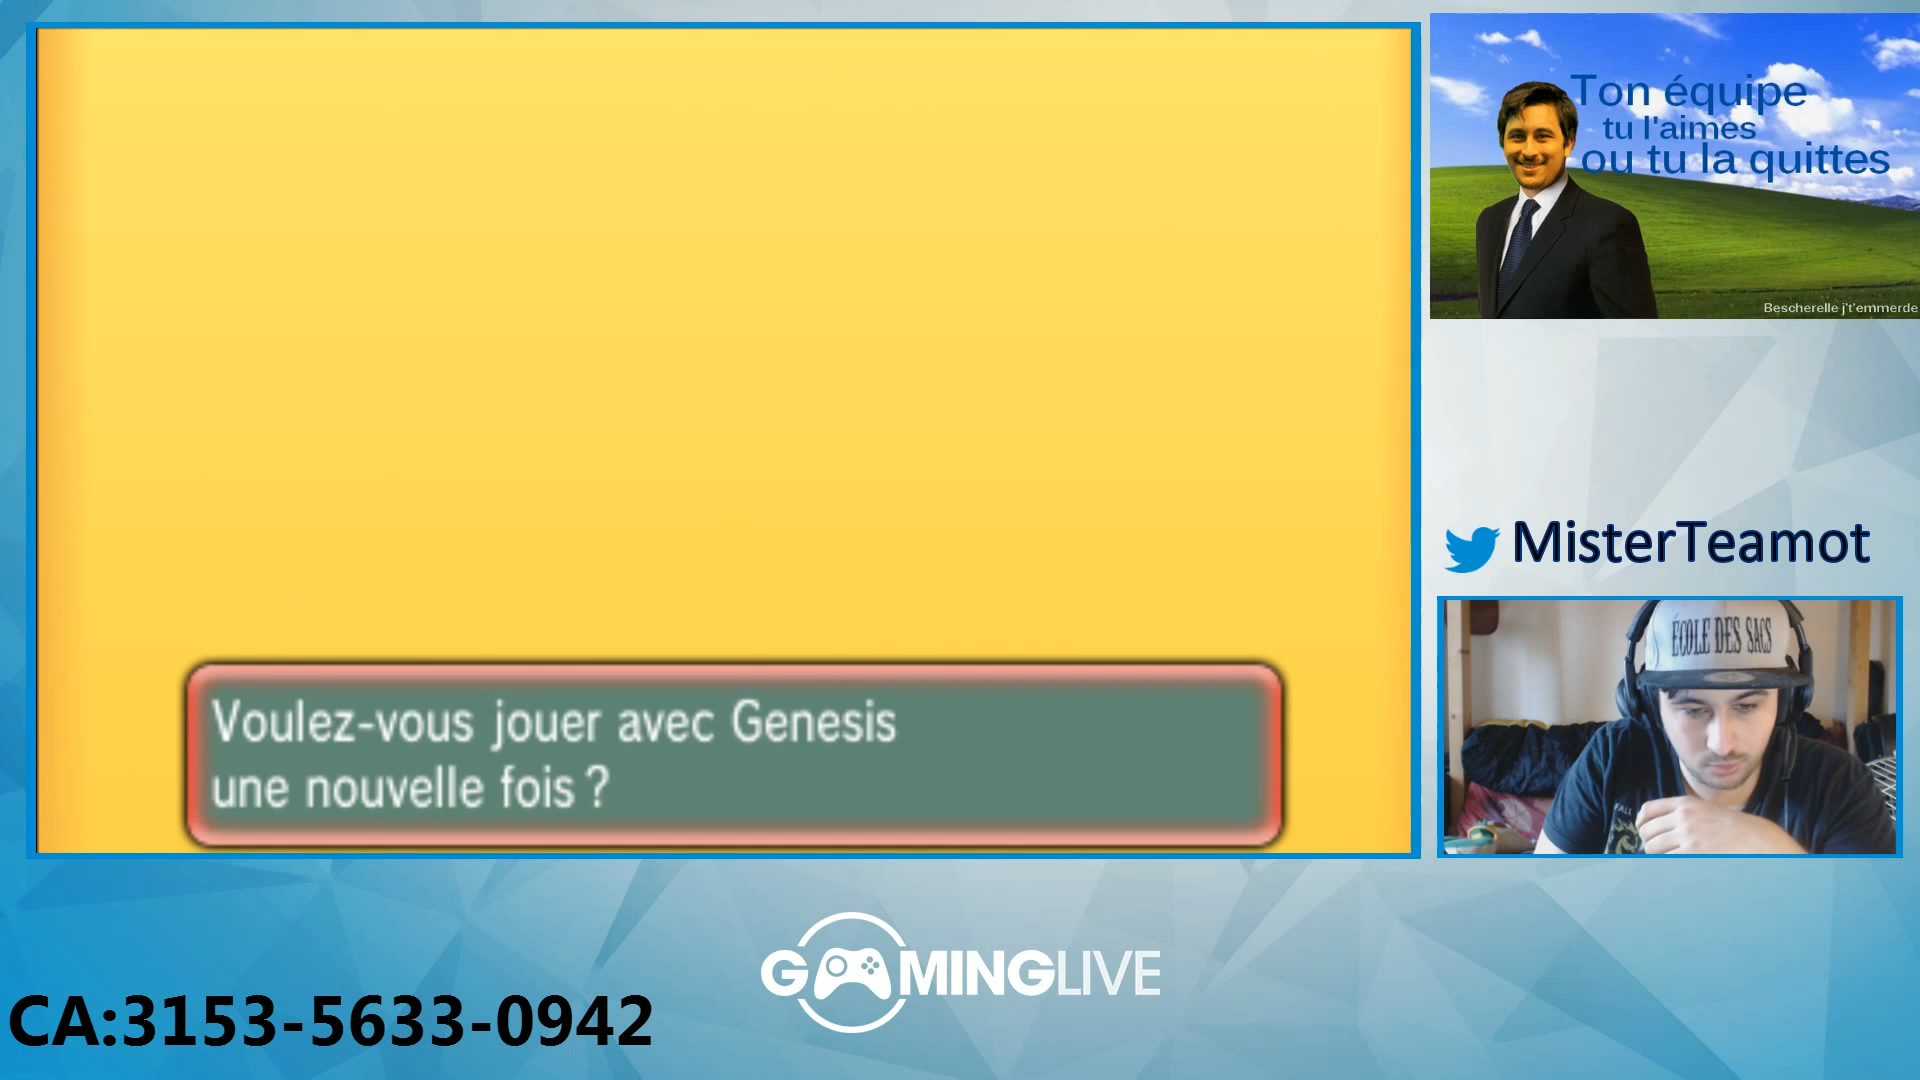 Ton équipe
tu l'aimes
ou tu la quittes
Bescherelle j't'emmerde
MisterTeamot
ÉCOLE DES SACS
Voulez-vous jouer avec Genesis
une nouvelle fois ?
GAMINGLIVE
CA:3153-5633-0942